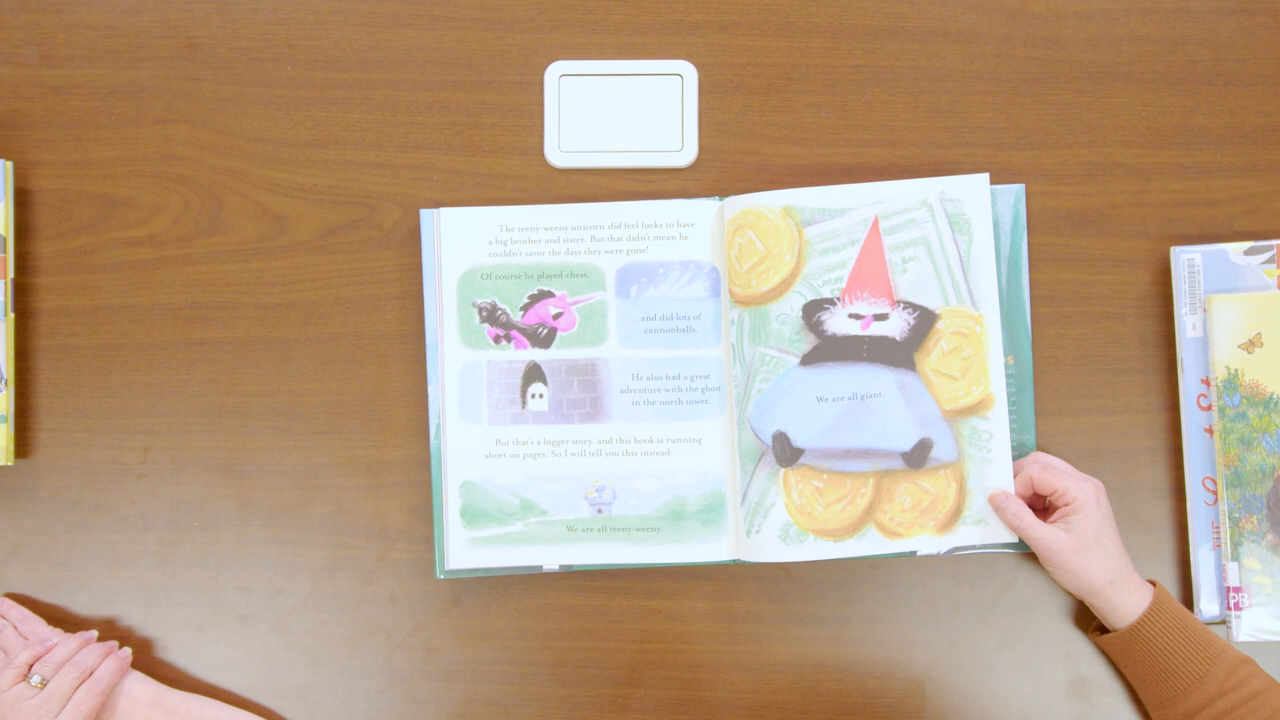 The teeny-weeny unicorn did feel lucky to have
a big brother and sister. But that didn't mean he
couldn't savor the days they were gone!
Of course he played chess,
and did lots of
cannonballs.
He also had a great
adventure with the ghost
in the north tower.
But that's a bigger story, and this book is running
short on pages. So I will tell you this instead:
We are all teeny-weeny.
We are all giant.
PB